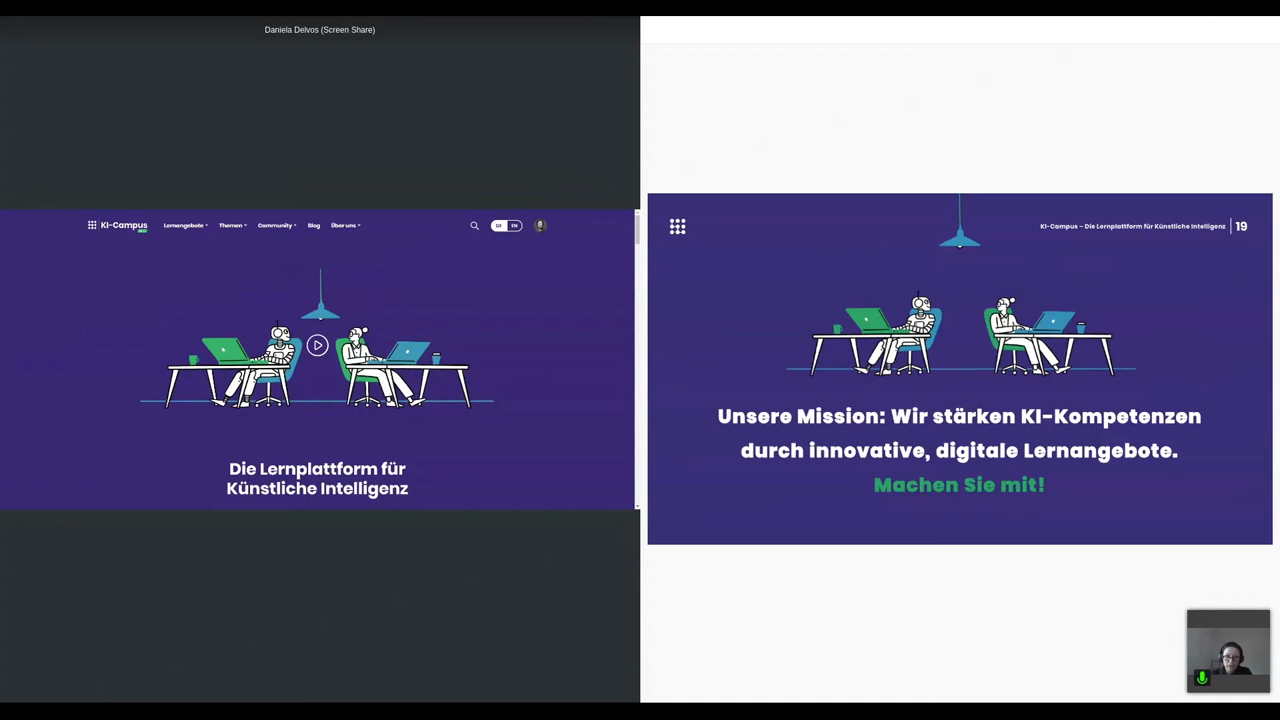 Daniela Delvos (Screen Share)
KI-Campus
Lernangebote
Themen
Community
Blog
Über uns
DE
EN
Die Lernplattform für
Künstliche Intelligenz
KI-Campus – Die Lernplattform für Künstliche Intelligenz
19
Unsere Mission: Wir stärken KI-Kompetenzen
durch innovative, digitale Lernangebote.
Machen Sie mit!